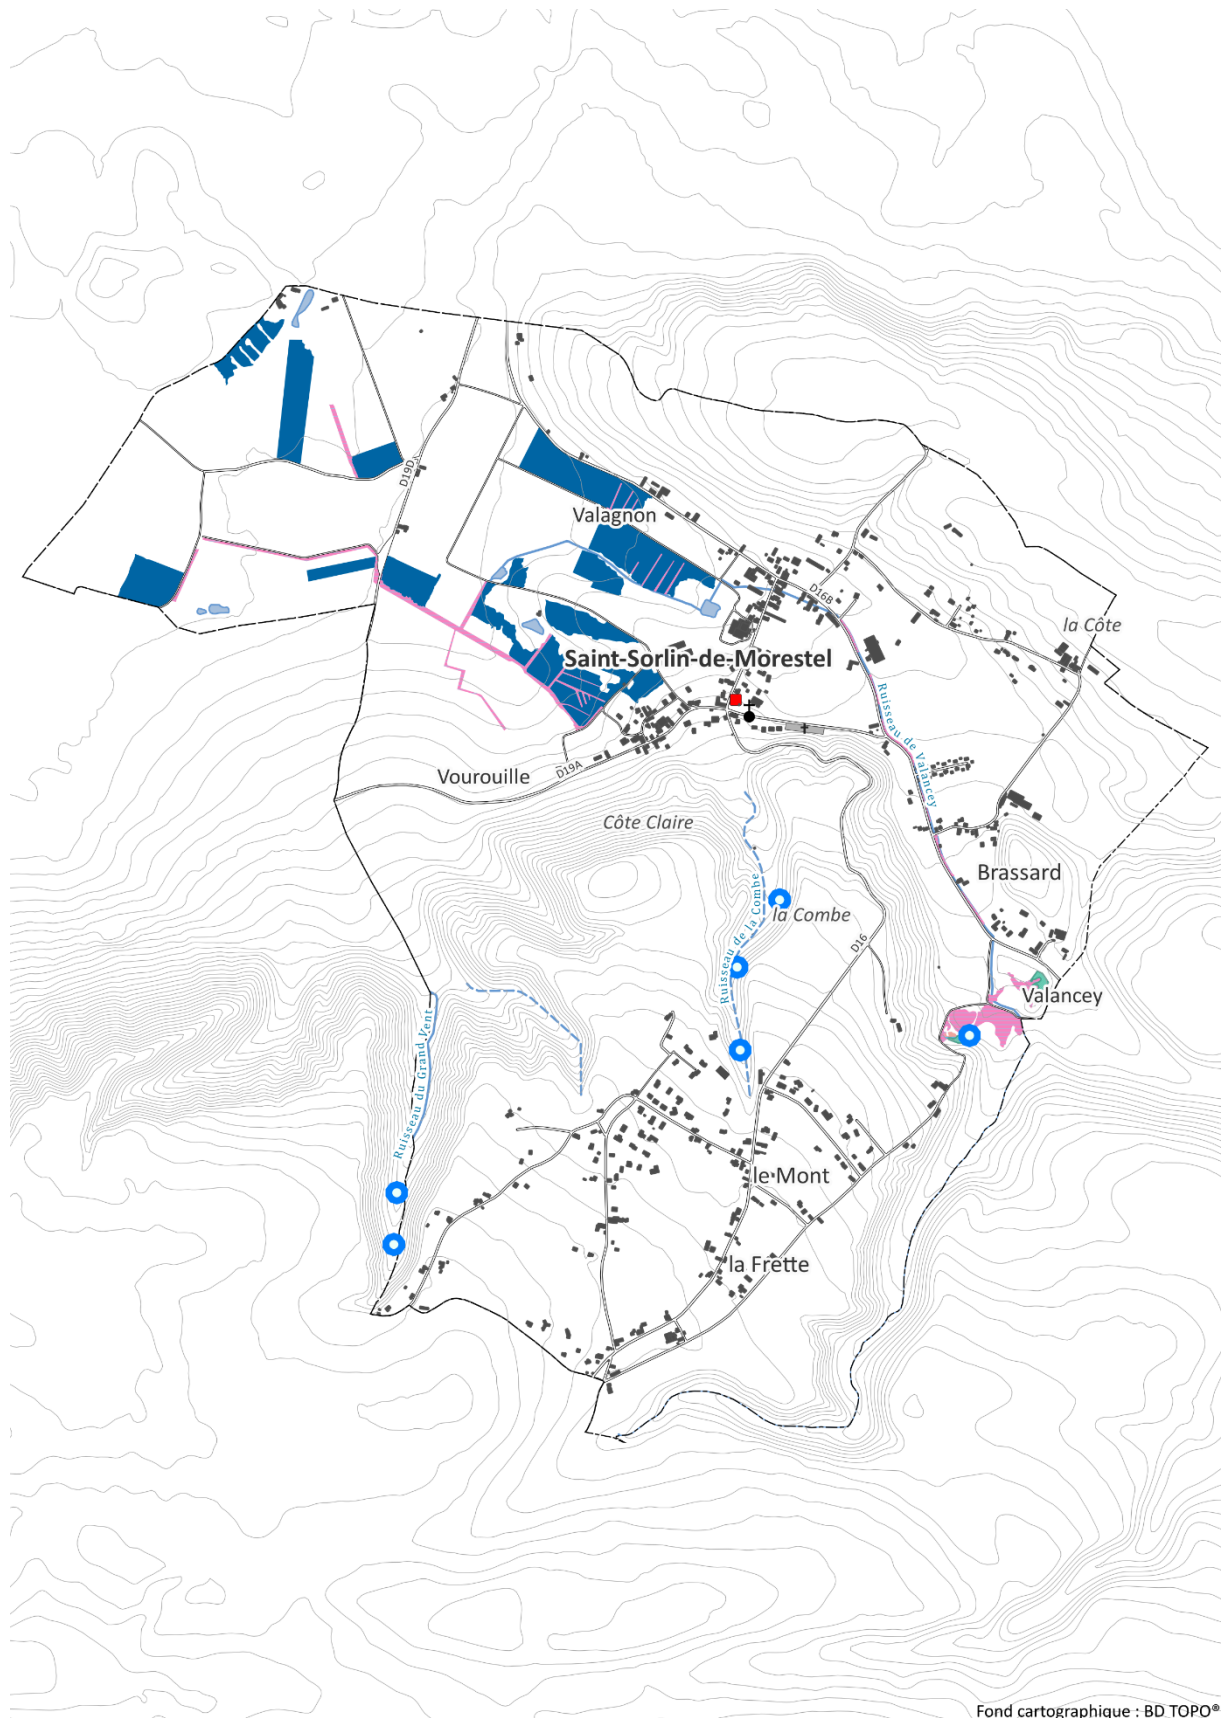 D19D
Valagnon
D16B
la Côte
Saint-Sorlin-de-Morestel
Ruisseau de Valancey
D19A
Vourouille
Côte Claire
Brassard
Ruisseau de la Combe
la Combe
D16
Valancey
Ruisseau du Grand Vent
le Mont
la Frette
Fond cartographique : BD TOPO®